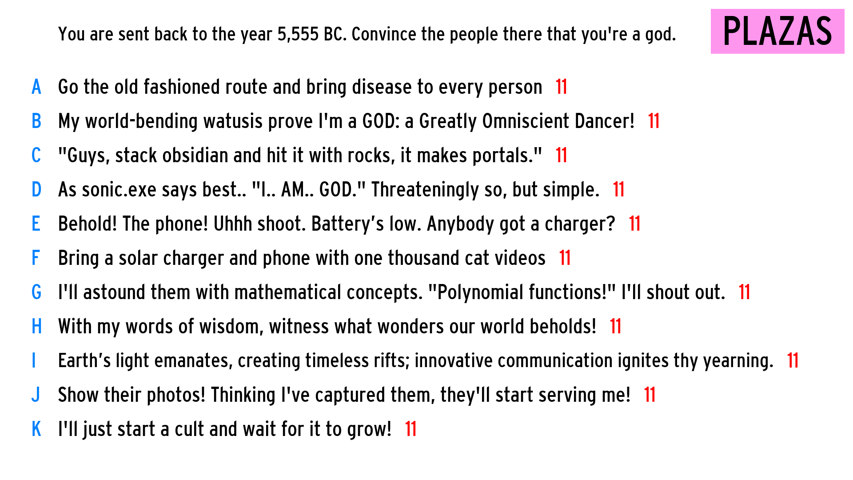 You are sent back to the year 5,555 BC. Convince the people there that you're a god.
PLAZAS
A Go the old fashioned route and bring disease to every person 11
B My world-bending watusis prove I'm a GOD: a Greatly Omniscient Dancer! 11
C "Guys, stack obsidian and hit it with rocks, it makes portals." 11
D As sonic.exe says best.. "I.. AM.. GOD." Threateningly so, but simple. 11
E Behold! The phone! Uhhh shoot. Battery’s low. Anybody got a charger? 11
F Bring a solar charger and phone with one thousand cat videos 11
G I'll astound them with mathematical concepts. "Polynomial functions!" I'll shout out. 11
H With my words of wisdom, witness what wonders our world beholds! 11
I Earth’s light emanates, creating timeless rifts; innovative communication ignites thy yearning. 11
J Show their photos! Thinking I've captured them, they'll start serving me! 11
K I'll just start a cult and wait for it to grow! 11